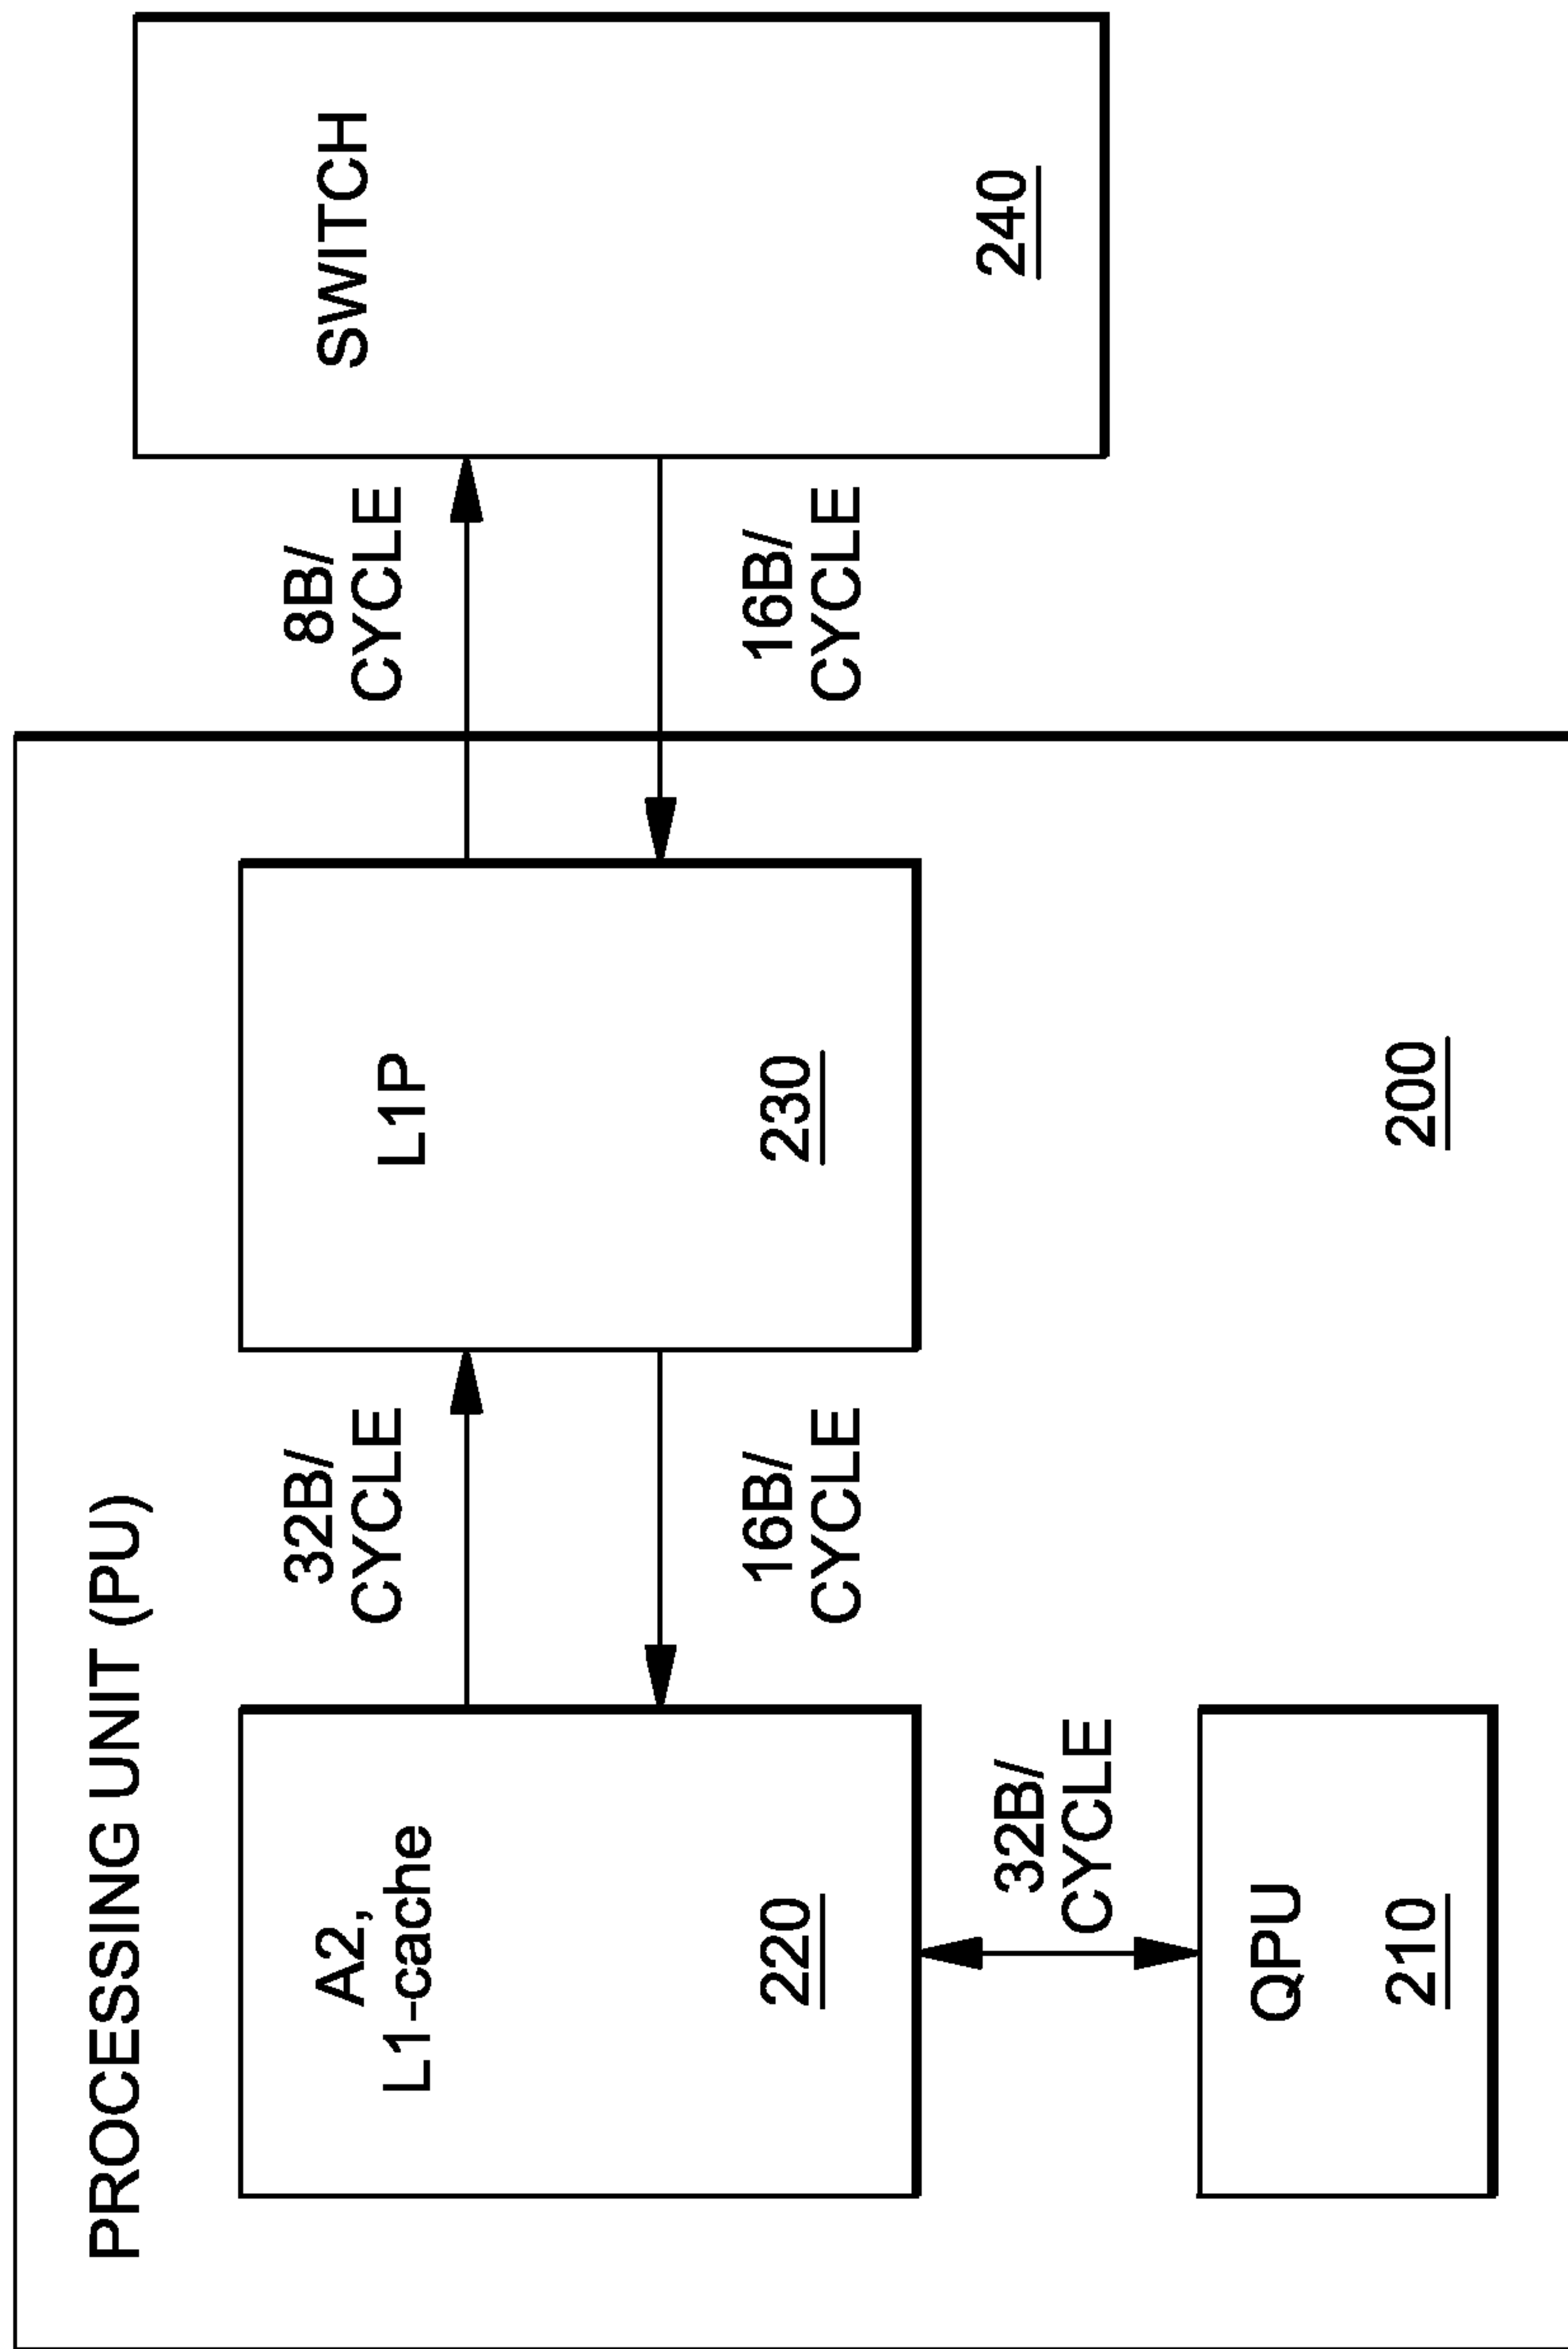 PROCESSING UNIT (PU)
A2,
L1-cache
220
32B/
CYCLE
16B/
CYCLE
L1P
230
8B/
CYCLE
16B/
CYCLE
SWITCH
240
32B/
CYCLE
QPU
210
200